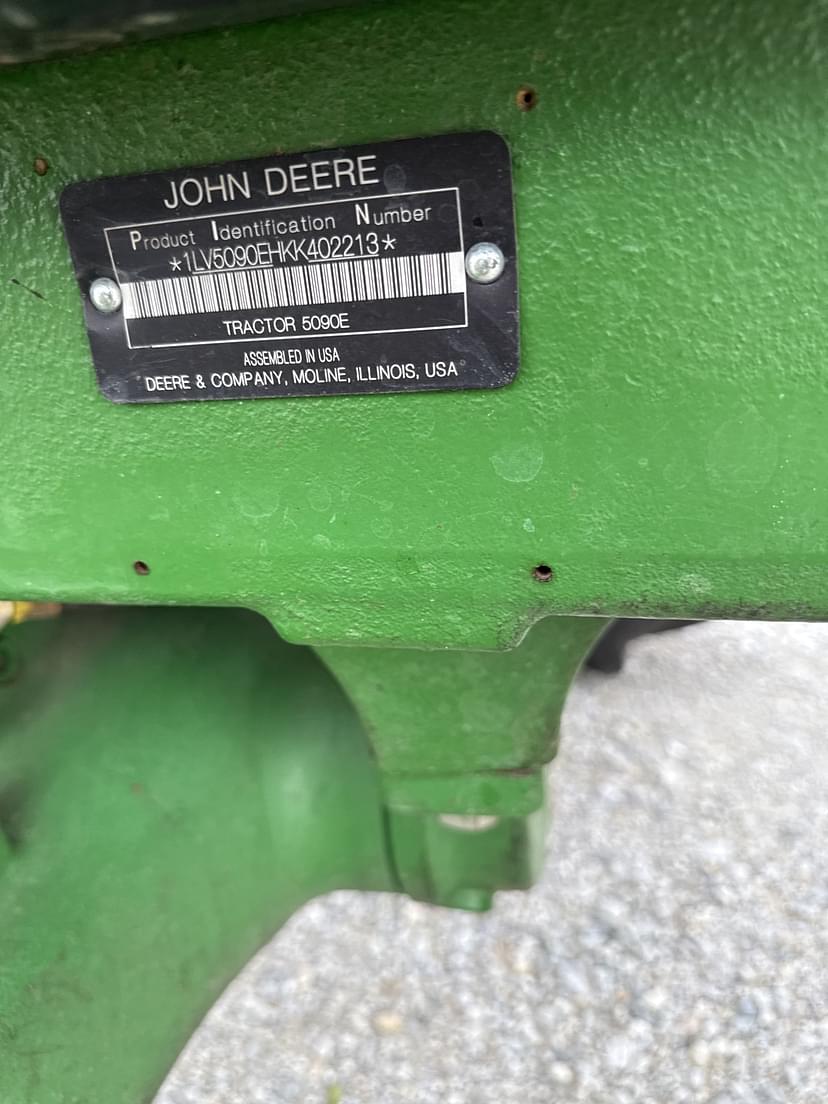 JOHN DEERE
Product Identification Number
*1LV5090EHKK402213*
TRACTOR 5090E
ASSEMBLED IN USA
DEERE & COMPANY, MOLINE, ILLINOIS, USA